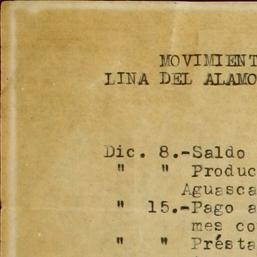 MOVIMIENT
LINA DEL ALAMO
Dic. 8.-Saldo
" " Produc
Aguasca
" 15.-Pago a
mes co
" " Présta